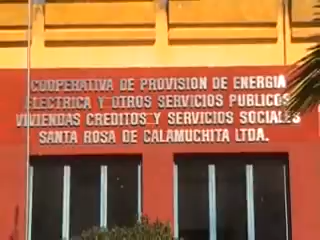 COOPERATIVA DE PROVISION DE ENERGIA
ELECTRICA Y OTROS SERVICIOS PUBLICOS
VIVIENDAS CREDITOS Y SERVICIOS SOCIALES
SANTA ROSA DE CALAMUCHITA LTDA.